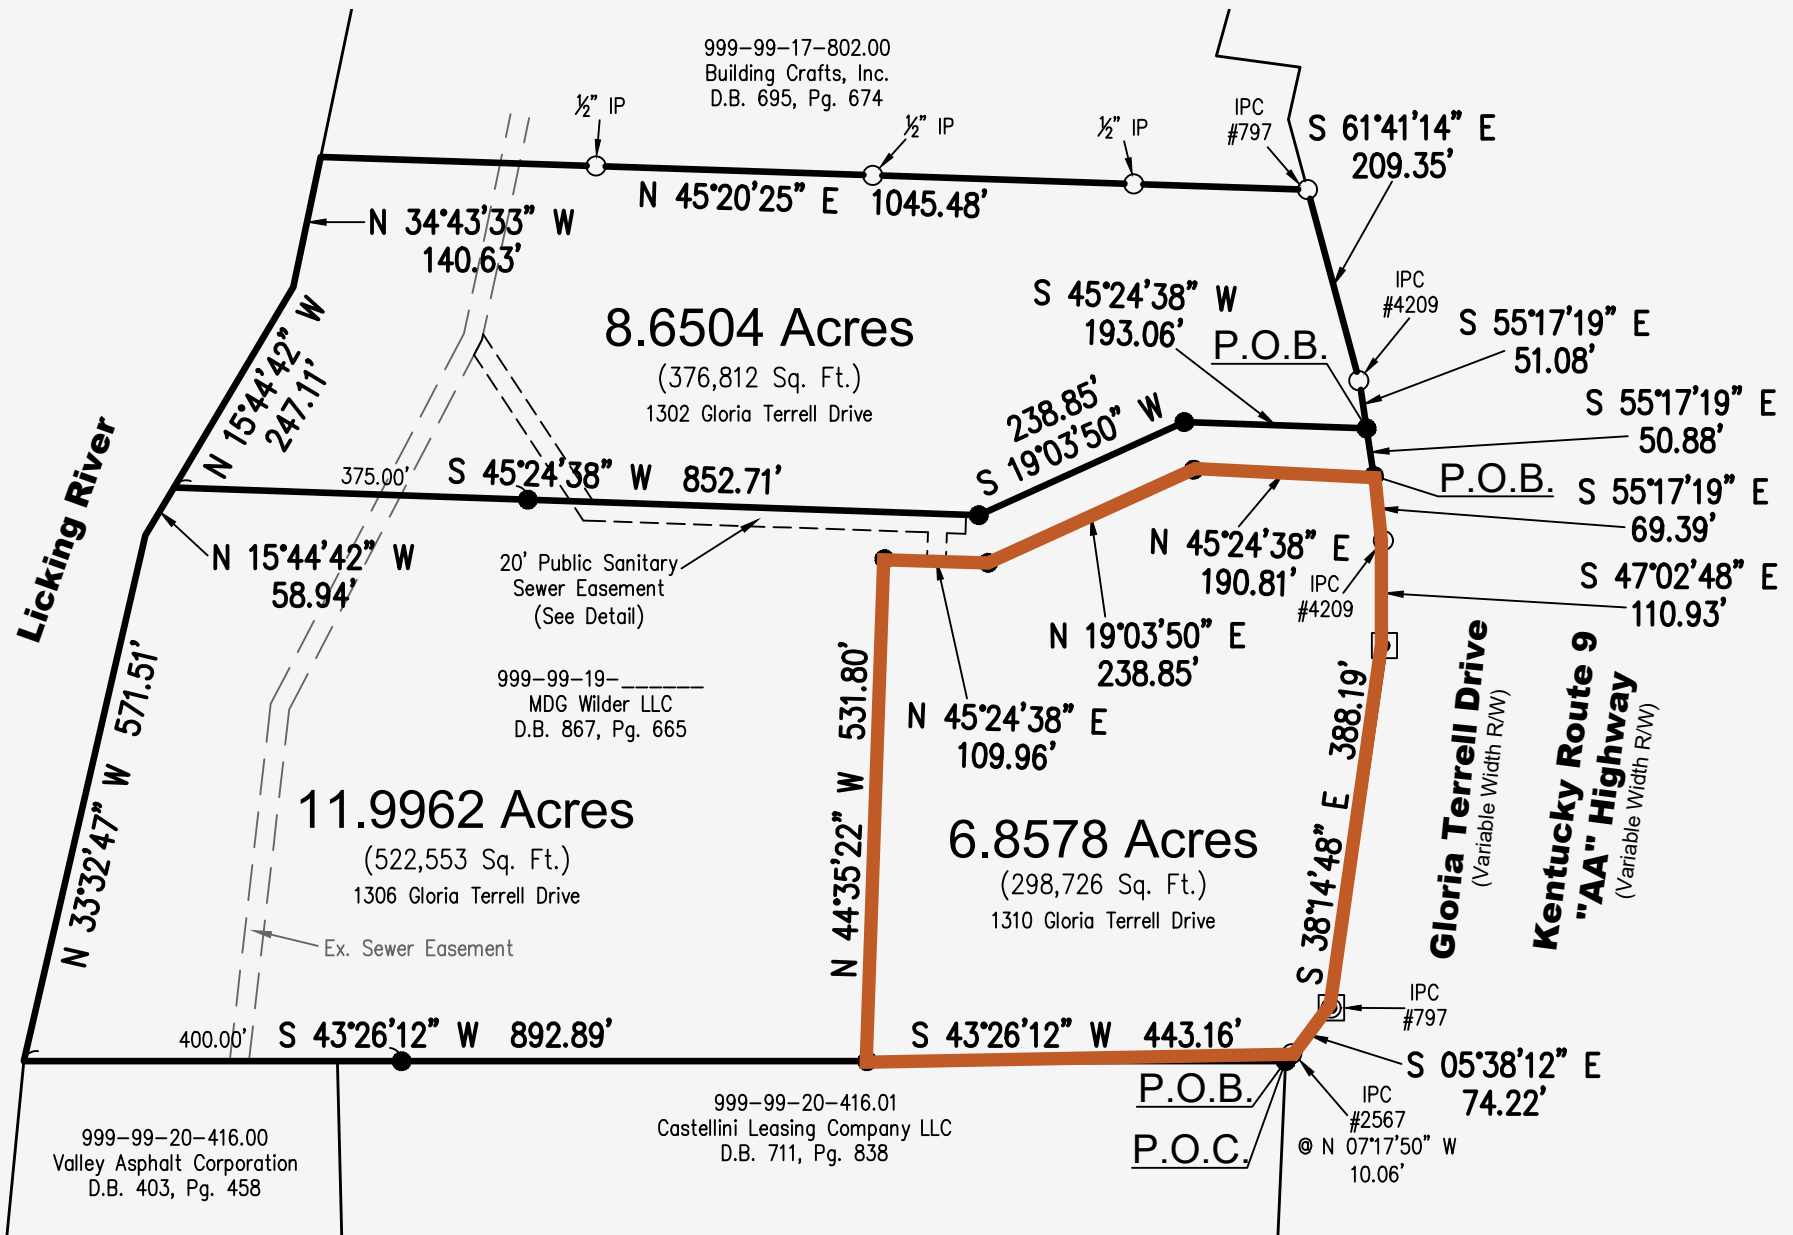 999-99-17-802.00
Building Crafts, Inc.
D.B. 695, Pg. 674
½" IP
½" IP
½" IP
IPC
#797
S 61°41'14" E
209.35'
N 45°20'25" E 1045.48'
N 34°43'33" W
140.63'
8.6504 Acres
(376,812 Sq. Ft.)
1302 Gloria Terrell Drive
S 45°24'38" W
193.06'
P.O.B.
IPC
#4209
S 55°17'19" E
51.08'
S 55°17'19" E
50.88'
P.O.B.
S 55°17'19" E
69.39'
S 47°02'48" E
110.93'
N 15°44'42" W
247.11'
238.85'
S 19°03'50" W
375.00'
S 45°24'38" W 852.71'
Licking River
N 15°44'42" W
58.94'
20' Public Sanitary
Sewer Easement
(See Detail)
N 45°24'38" E
190.81'
IPC
#4209
N 19°03'50" E
238.85'
N 45°24'38" E
109.96'
999-99-19-______
MDG Wilder LLC
D.B. 867, Pg. 665
N 33°32'47" W 571.51'
N 44°35'22" W 531.80'
S 38°14'48" E 388.19'
Gloria Terrell Drive
(Variable Width R/W)
Kentucky Route 9
"AA" Highway
(Variable Width R/W)
11.9962 Acres
(522,553 Sq. Ft.)
1306 Gloria Terrell Drive
6.8578 Acres
(298,726 Sq. Ft.)
1310 Gloria Terrell Drive
Ex. Sewer Easement
IPC
#797
400.00'
S 43°26'12" W 892.89'
S 43°26'12" W 443.16'
S 05°38'12" E
74.22'
P.O.B.
P.O.C.
IPC
#2567
@ N 07°17'50" W
10.06'
999-99-20-416.01
Castellini Leasing Company LLC
D.B. 711, Pg. 838
999-99-20-416.00
Valley Asphalt Corporation
D.B. 403, Pg. 458